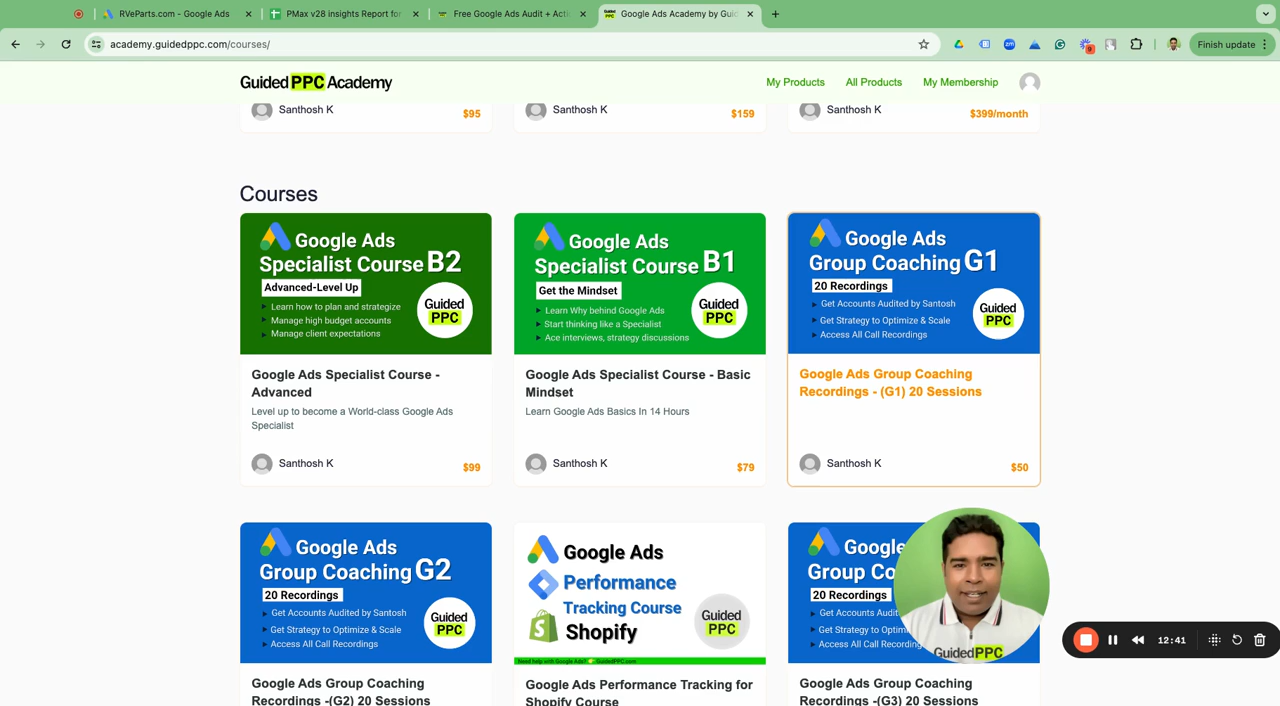 RVeParts.com - Google Ads
PMax v28 insights Report for
Free Google Ads Audit + Acti
Google Ads Academy by Guid
academy.guidedppc.com/courses/
9
Finish update
Guided PPC Academy
My Products
All Products
My Membership
Santhosh K
$95
Santhosh K
$159
Santhosh K
$399/month
Courses
Google Ads
Specialist Course B2
Advanced-Level Up
Learn how to plan and strategize
Manage high budget accounts
Manage client expectations
Guided
PPC
Google Ads Specialist Course -
Advanced
Level up to become a World-class Google Ads
Specialist
Santhosh K
$99
Google Ads
Specialist Course B1
Get the Mindset
Learn Why behind Google Ads
Start thinking like a Specialist
Ace interviews, strategy discussions
Guided
PPC
Google Ads Specialist Course - Basic
Mindset
Learn Google Ads Basics In 14 Hours
Santhosh K
$79
Google Ads
Group Coaching G1
20 Recordings
Get Accounts Audited by Santosh
Get Strategy to Optimize & Scale
Access All Call Recordings
Guided
PPC
Google Ads Group Coaching
Recordings - (G1) 20 Sessions
Santhosh K
$50
Google Ads
Group Coaching G2
20 Recordings
Get Accounts Audited by Santosh
Get Strategy to Optimize & Scale
Access All Call Recordings
Guided
PPC
Google Ads Group Coaching
Recordings -(G2) 20 Sessions
Google Ads
Performance
Tracking Course
Shopify
Guided
PPC
Need help with Google Ads? GuidedPPC.com
Google Ads Performance Tracking for
Shopify Course
Google
Group Co
20 Recordings
Get Accounts Audit
Get Strategy to Optimi
Access All Call Recording
GuidedPPC
Google Ads Group Coaching
Recordings -(G3) 20 Sessions
12:41